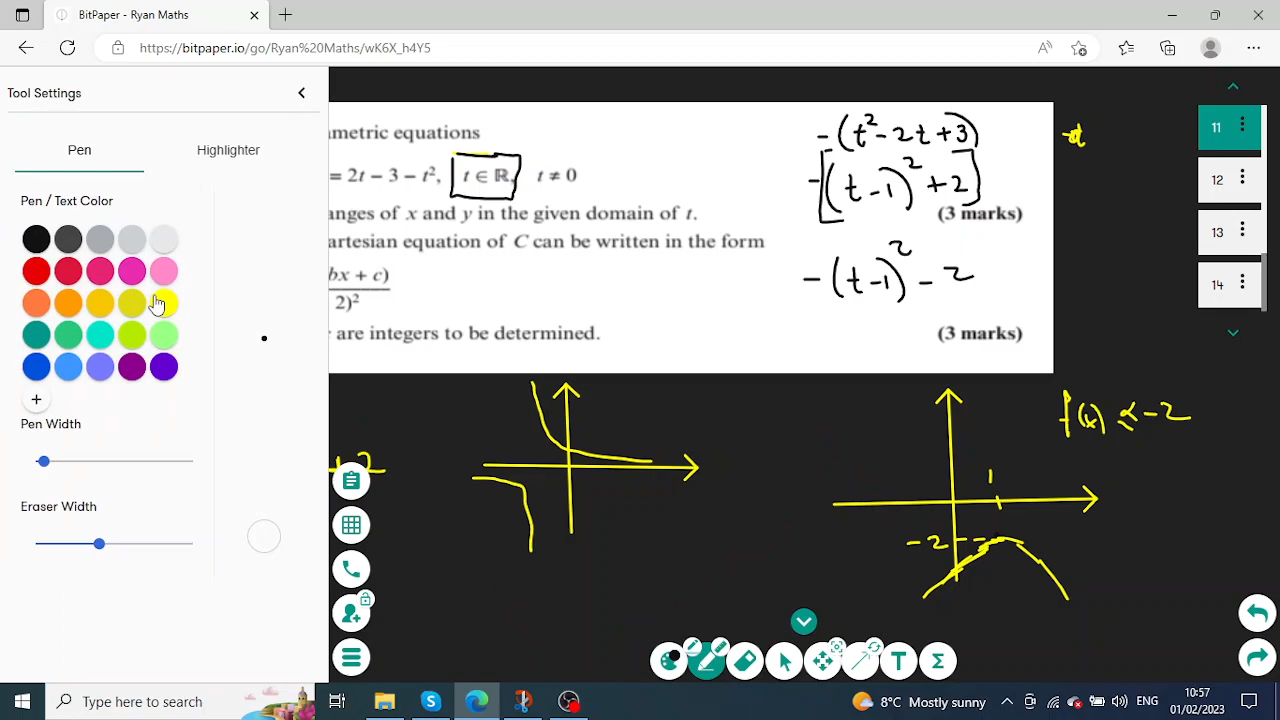 BitPaper - Ryan Maths
https://bitpaper.io/go/Ryan%20Maths/wK6X_h4Y5
Tool Settings
Pen
Highlighter
Pen / Text Color
Pen Width
Eraser Width
metric equations
= 2t − 3 − t², t ∈ ℝ, t ≠ 0
anges of x and y in the given domain of t.
(3 marks)
artesian equation of C can be written in the form
bx + c)
2)²
are integers to be determined.
(3 marks)
-(t²-2t+3)
-[(t-1)²+2]
-(t-1)²-2
+2
f(x) ≤ -2
1
-2
11
12
13
14
T
Σ
Type here to search
8°C Mostly sunny
ENG
10:57
01/02/2023